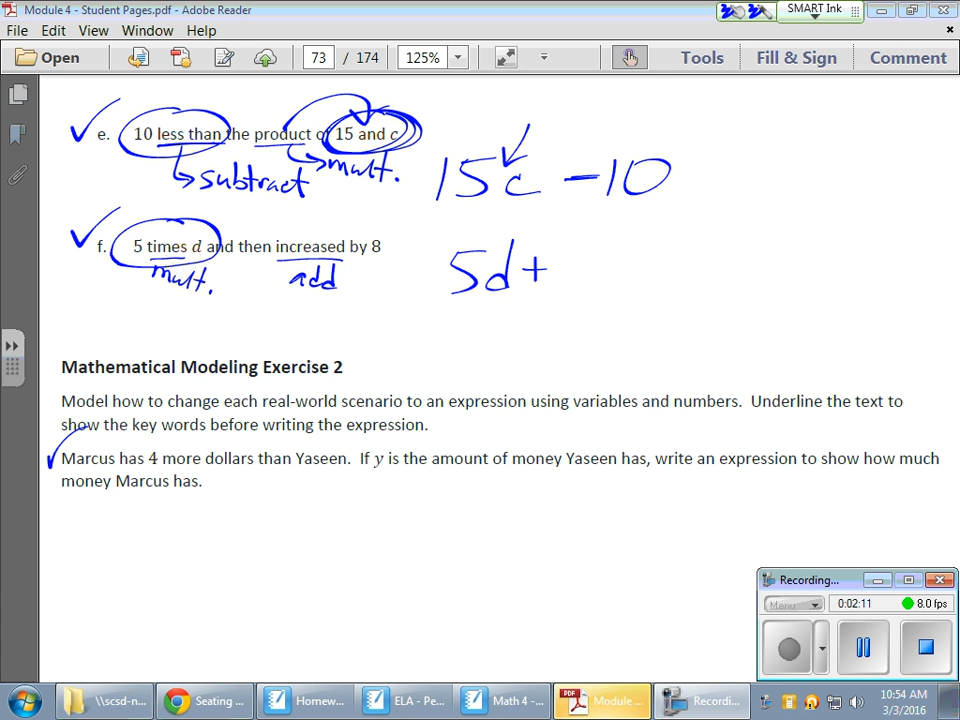 Module 4 - Student Pages.pdf - Adobe Reader
SMART Ink
File Edit View Window Help
Open 73 / 174 125% Tools Fill & Sign Comment
e. 10 less than the product of 15 and c
subtract mult. 15c - 10
f. 5 times d and then increased by 8
mult. add 5d +
Mathematical Modeling Exercise 2
Model how to change each real-world scenario to an expression using variables and numbers. Underline the text to
show the key words before writing the expression.
Marcus has 4 more dollars than Yaseen. If y is the amount of money Yaseen has, write an expression to show how much
money Marcus has.
Recording...
Menu 0:02:11 8.0 fps
\\scsd-n... Seating ... Homew... ELA - Pe... Math 4 -... PDF Module ... Recordi...
10:54 AM
3/3/2016